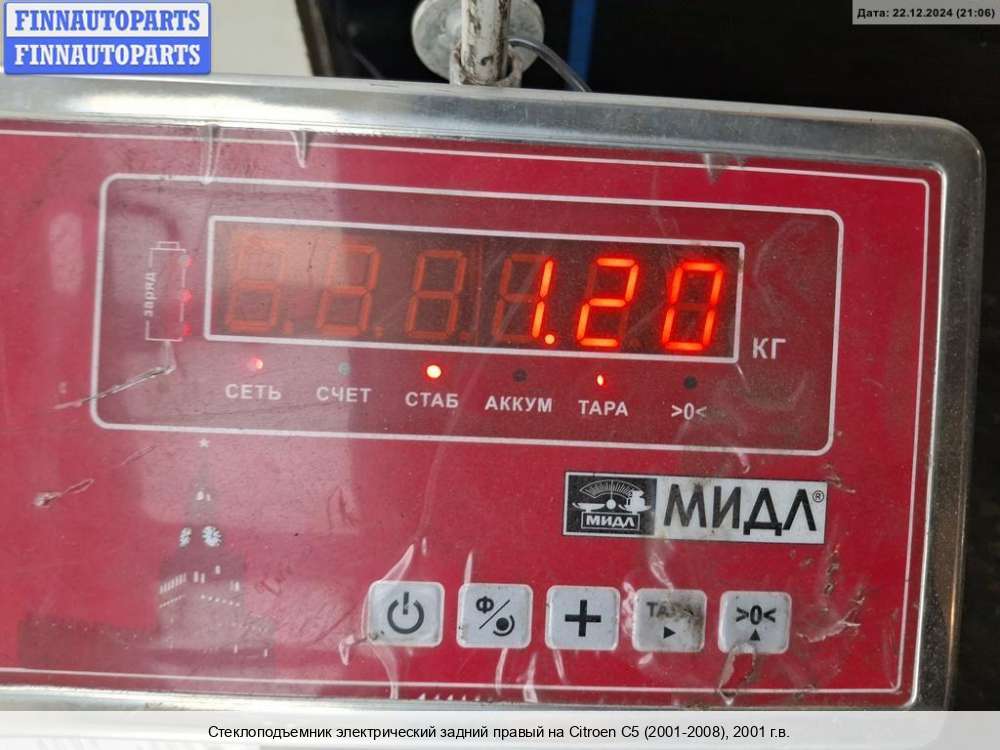 FINNAUTOPARTS
FINNAUTOPARTS
Дата: 22.12.2024 (21:06)
заряд
1.20
КГ
СЕТЬ СЧЕТ СТАБ АККУМ ТАРА >0<
МИДЛ
МИДЛ®
Ф/ + ТАРА >0<
Стеклоподъемник электрический задний правый на Citroen C5 (2001-2008), 2001 г.в.